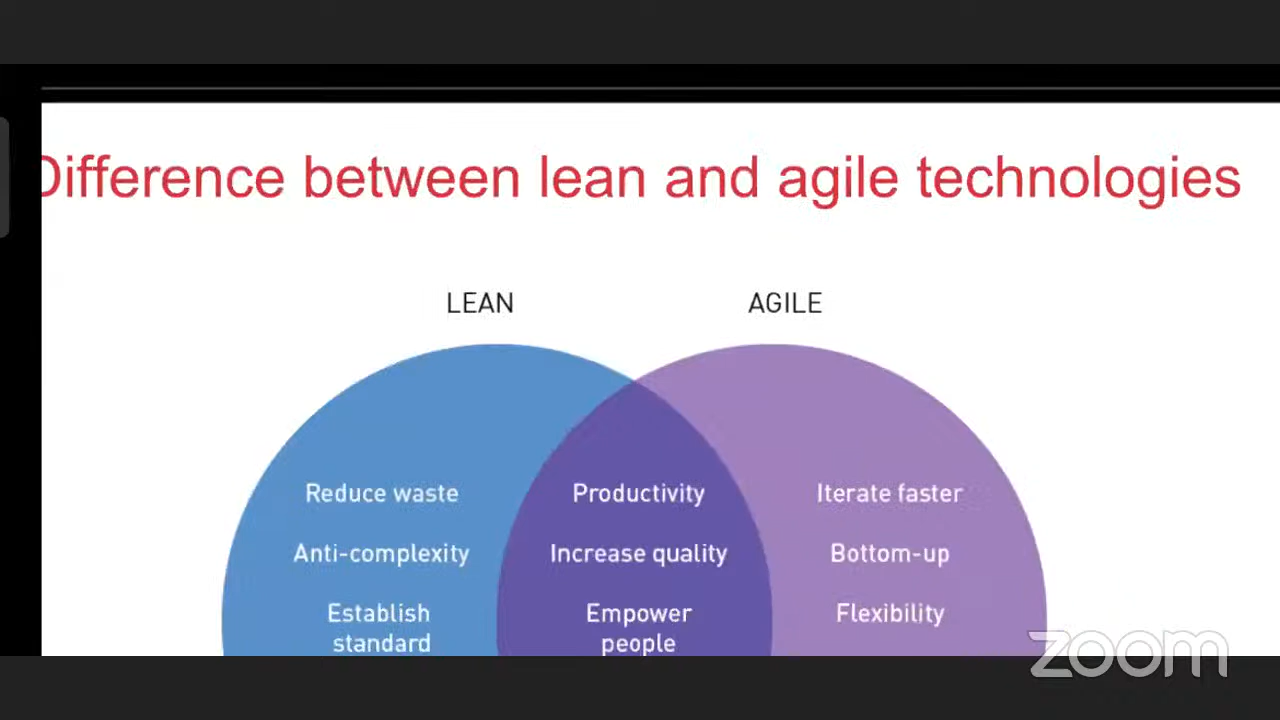 Difference between lean and agile technologies
LEAN
AGILE
Reduce waste
Productivity
Iterate faster
Anti-complexity
Increase quality
Bottom-up
Establish
standard
Empower
people
Flexibility
zoom